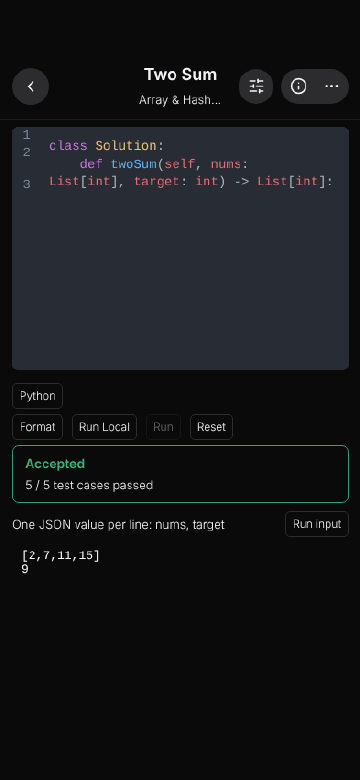 Two Sum
Array & Hash...
1
class Solution:
2
def twoSum(self, nums:
List[int], target: int) -> List[int]:
3
Python
Format Run Local Run Reset
Accepted
5 / 5 test cases passed
One JSON value per line: nums, target Run input
[2,7,11,15]
9